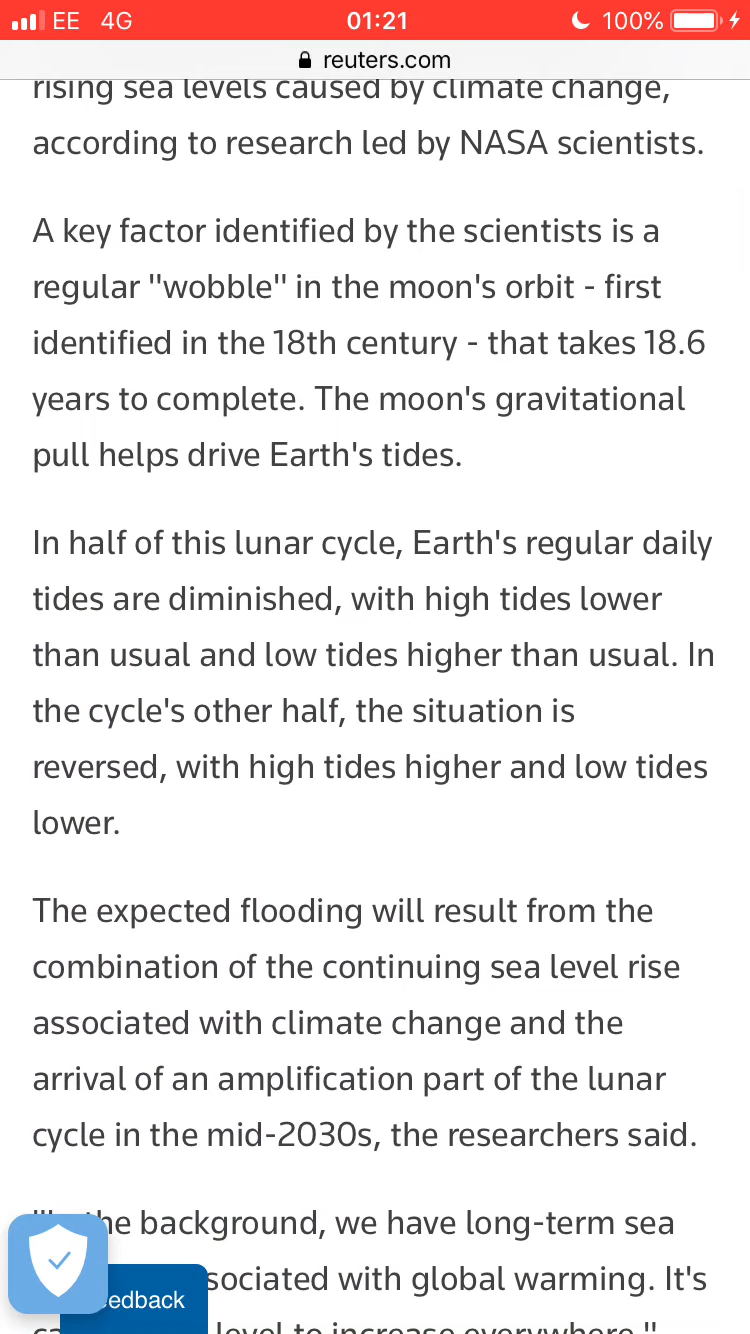 EE 4G 01:21 100%
reuters.com
rising sea levels caused by climate change,
according to research led by NASA scientists.
A key factor identified by the scientists is a
regular "wobble" in the moon's orbit - first
identified in the 18th century - that takes 18.6
years to complete. The moon's gravitational
pull helps drive Earth's tides.
In half of this lunar cycle, Earth's regular daily
tides are diminished, with high tides lower
than usual and low tides higher than usual. In
the cycle's other half, the situation is
reversed, with high tides higher and low tides
lower.
The expected flooding will result from the
combination of the continuing sea level rise
associated with climate change and the
arrival of an amplification part of the lunar
cycle in the mid-2030s, the researchers said.
the background, we have long-term sea
sociated with global warming. It's
edback
level to increase everywhere,"